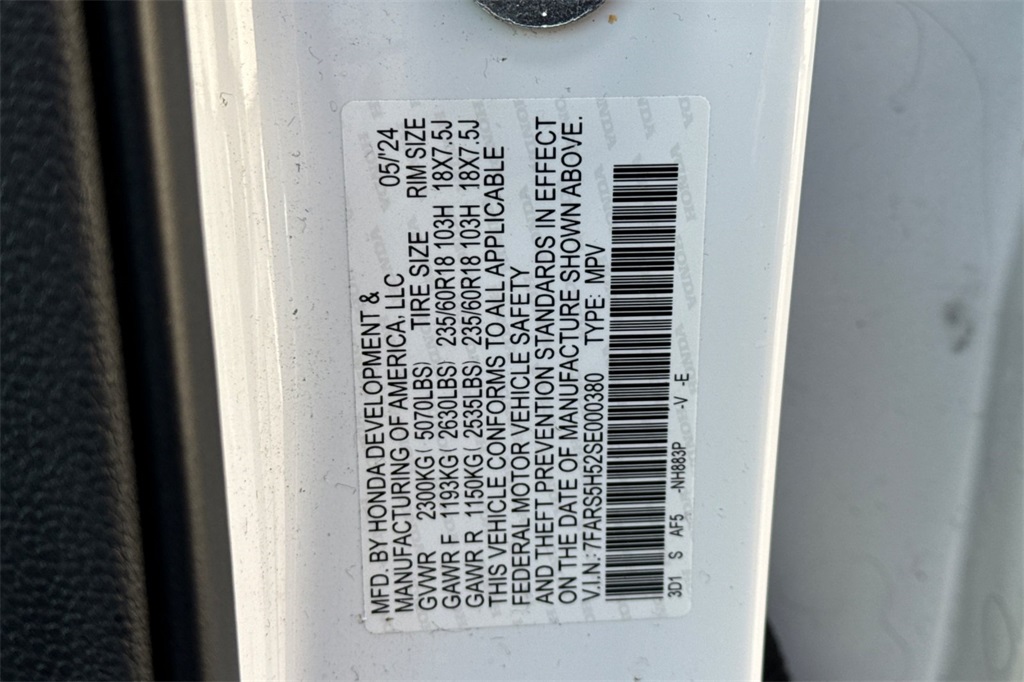 MFD. BY HONDA DEVELOPMENT & 05/'24
MANUFACTURING OF AMERICA, LLC
GVWR 2300KG( 5070LBS) TIRE SIZE RIM SIZE
GAWR F 1193KG( 2630LBS) 235/60R18 103H 18X7.5J
GAWR R 1150KG( 2535LBS) 235/60R18 103H 18X7.5J
THIS VEHICLE CONFORMS TO ALL APPLICABLE
FEDERAL MOTOR VEHICLE SAFETY
AND THEFT PREVENTION STANDARDS IN EFFECT
ON THE DATE OF MANUFACTURE SHOWN ABOVE.
V.I.N.: 7FARS5H52SE000380 TYPE: MPV
3D1 S AF5 -NH883P -V -E